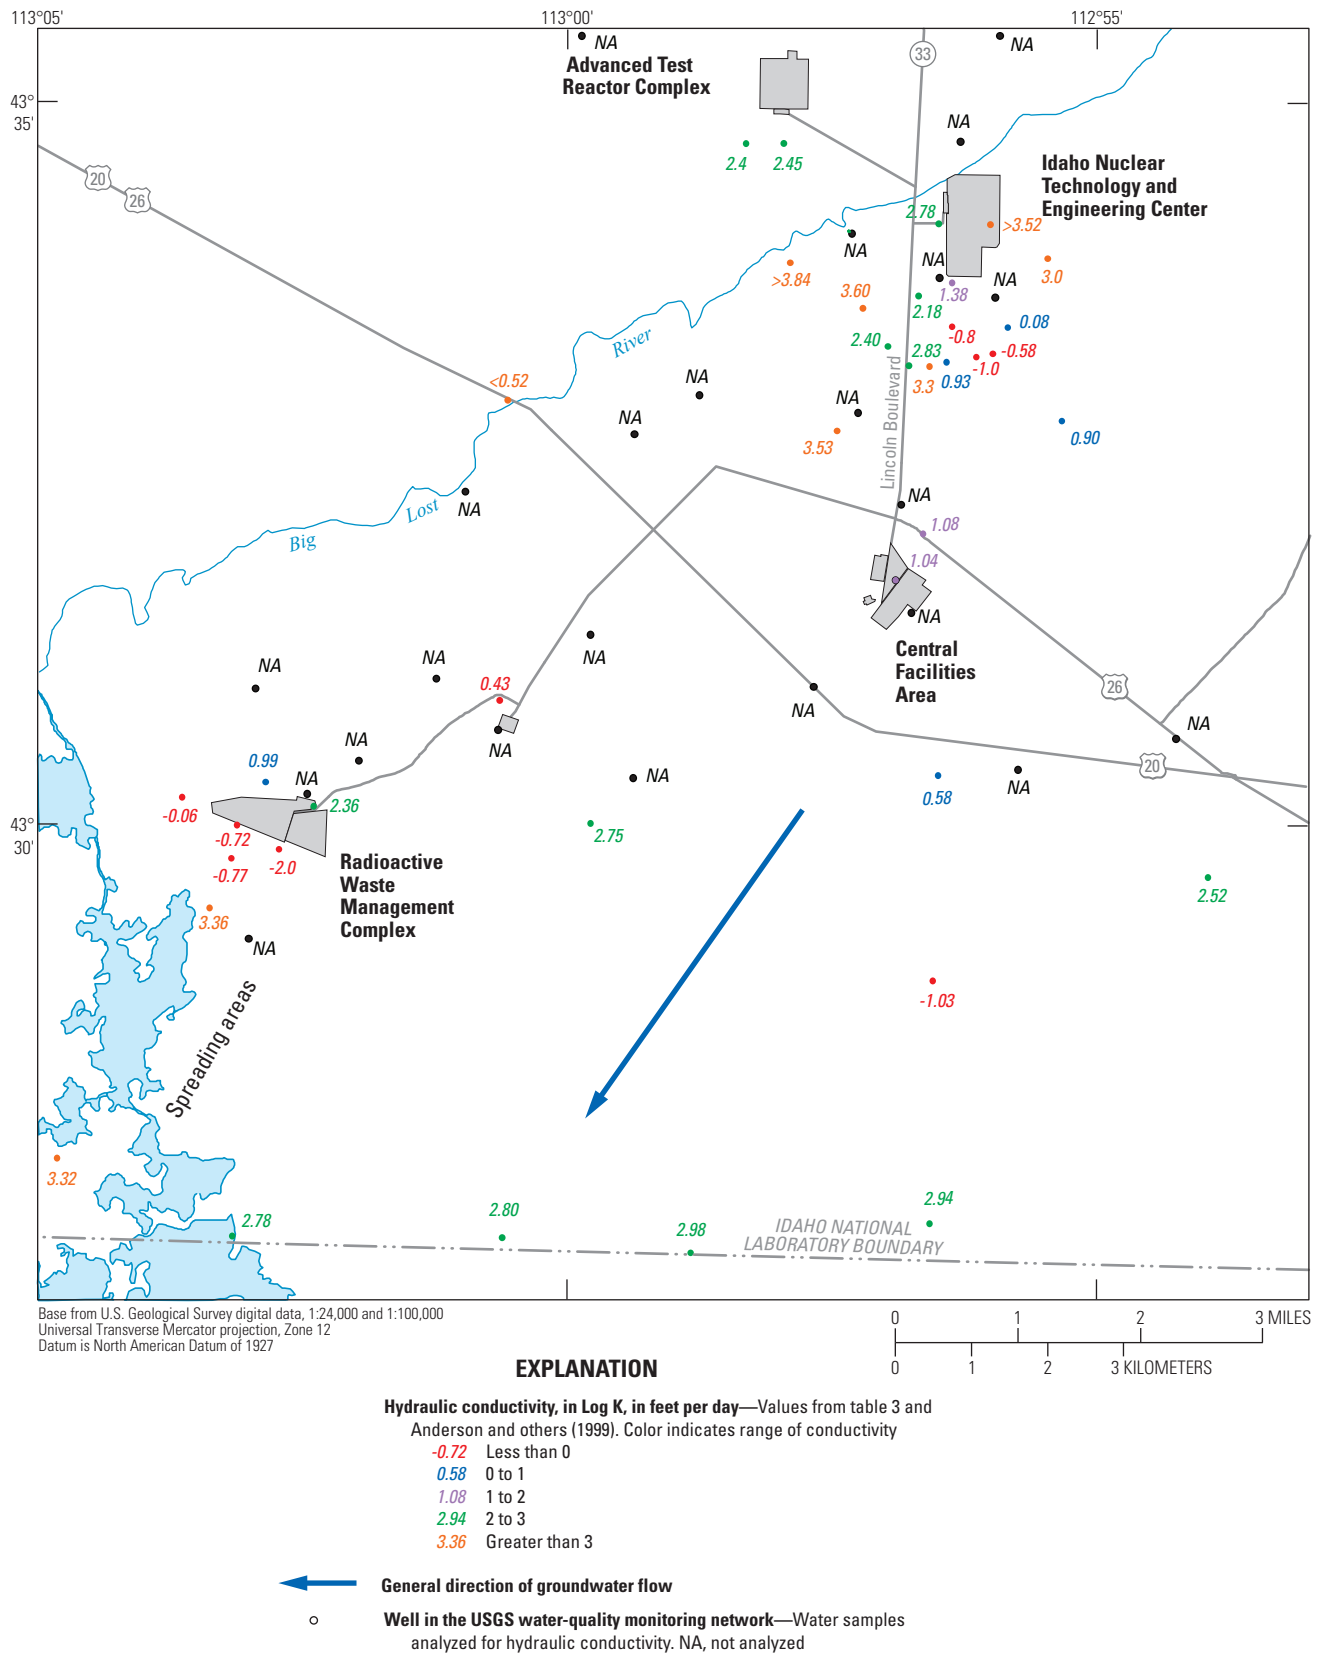 113°05'
113°00'
112°55'
NA
33
NA
Advanced Test
Reactor Complex
43°
35'
NA
2.4
2.45
Idaho Nuclear
Technology and
Engineering Center
20
26
2.78
>3.52
NA
NA
3.0
>3.84
NA
3.60
1.38
2.18
0.08
River
2.40
-0.8
2.83
-0.58
-1.0
<0.52
NA
3.3
0.93
Lincoln Boulevard
NA
NA
3.53
0.90
NA
NA
Lost
Big
1.08
1.04
NA
Central
Facilities
Area
NA
NA
NA
0.43
26
NA
NA
NA
NA
0.99
NA
NA
20
-0.06
2.36
0.58
NA
43°
30'
-0.72
2.75
-0.77
-2.0
Radioactive
Waste
Management
Complex
2.52
3.36
NA
Spreading areas
-1.03
3.32
2.78
2.80
2.98
2.94
IDAHO NATIONAL
LABORATORY BOUNDARY
Base from U.S. Geological Survey digital data, 1:24,000 and 1:100,000
Universal Transverse Mercator projection, Zone 12
Datum is North American Datum of 1927
0 1 2 3 MILES
0 1 2 3 KILOMETERS
EXPLANATION
Hydraulic conductivity, in Log K, in feet per day—Values from table 3 and
Anderson and others (1999). Color indicates range of conductivity
-0.72 Less than 0
0.58 0 to 1
1.08 1 to 2
2.94 2 to 3
3.36 Greater than 3
General direction of groundwater flow
Well in the USGS water-quality monitoring network—Water samples
analyzed for hydraulic conductivity. NA, not analyzed